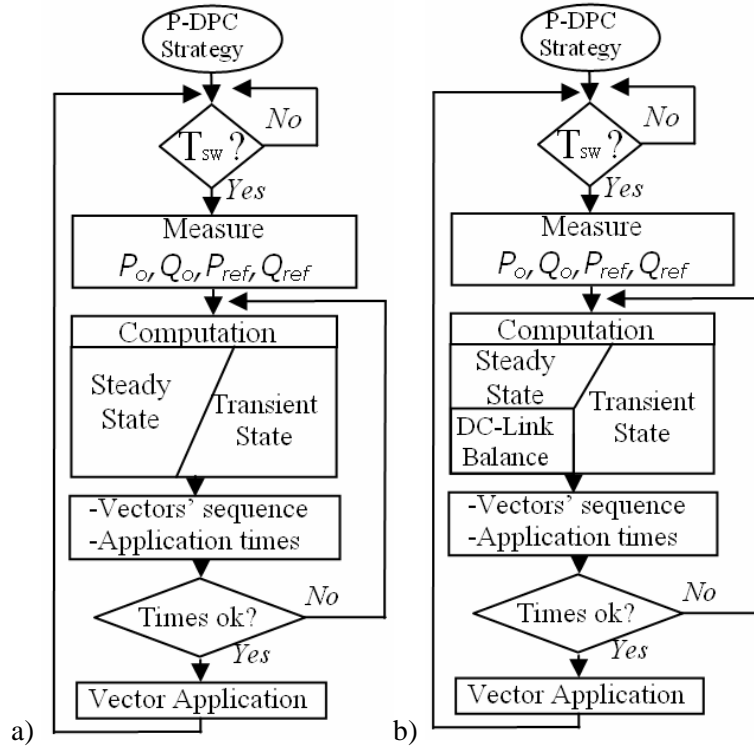 P-DPC
Strategy
No
Tsw ?
Yes
Measure
Po, Qo, Pref, Qref
Computation
Steady
State
Transient
State
-Vectors' sequence
-Application times
Times ok?
No
Yes
Vector Application
a)
P-DPC
Strategy
No
Tsw ?
Yes
Measure
Po, Qo, Pref, Qref
Computation
Steady
State
Transient
State
DC-Link
Balance
-Vectors' sequence
-Application times
Times ok?
No
Yes
Vector Application
b)